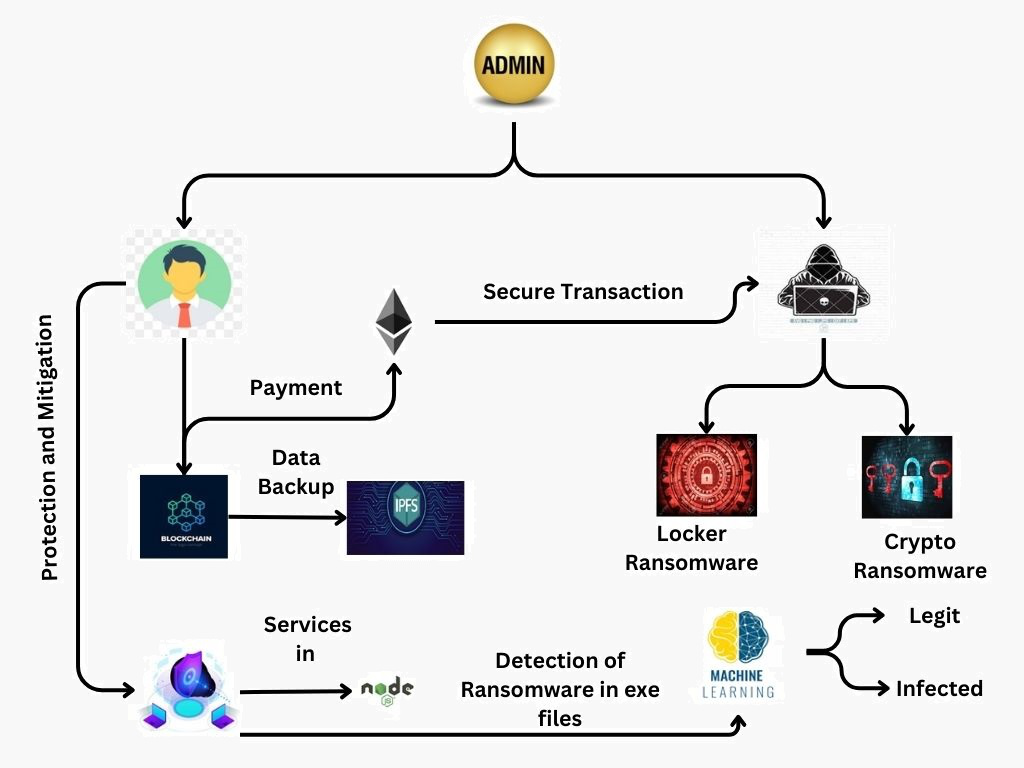 ADMIN
Secure Transaction
Protection and Mitigation
Payment
Data
Backup
BLOCKCHAIN
IPFS
Locker
Ransomware
Crypto
Ransomware
Services
in
node
JS
Detection of
Ransomware in exe
files
MACHINE
LEARNING
Legit
Infected